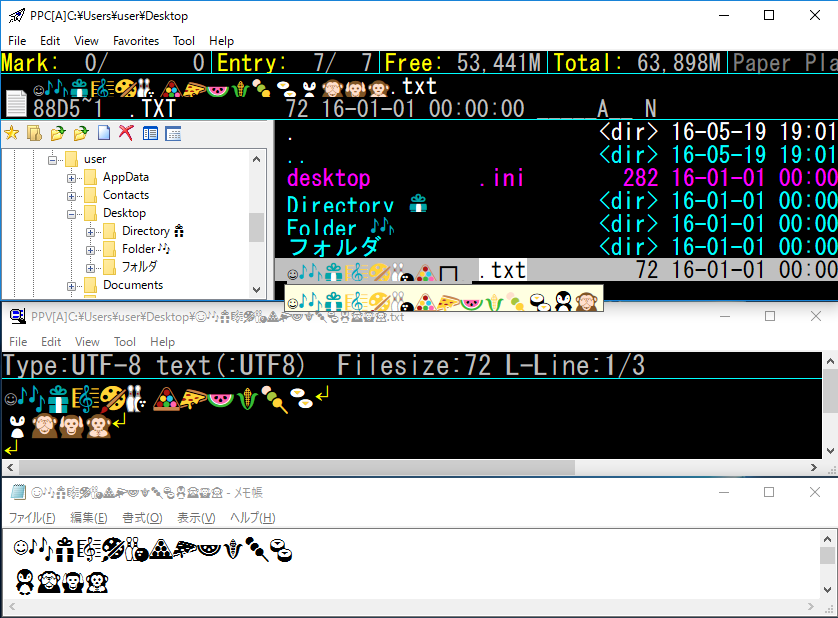 PPC[A]C:¥Users¥user¥Desktop
File Edit View Favorites Tool Help
Mark: 0/ 0 Entry: 7/ 7 Free: 53,441M Total: 63,898M Paper Pla
.txt
88D5~1 .TXT 72 16-01-01 00:00:00 ______A__N
user
AppData
Contacts
Desktop
Directory 🎁
Folder 🎶
フォルダ
Documents
. <dir> 16-05-19 19:01
.. <dir> 16-05-19 19:01
desktop .ini 282 16-01-01 00:00
Directory 🎁 <dir> 16-01-01 00:00
Folder 🎶 <dir> 16-01-01 00:00
フォルダ <dir> 16-01-01 00:00
.txt 72 16-01-01 00:00
PPV[A]C:¥Users¥user¥Desktop¥ .txt
File Edit View Tool Help
Type:UTF-8 text(:UTF8) Filesize:72 L-Line:1/3
- メモ帳
ファイル(F) 編集(E) 書式(O) 表示(V) ヘルプ(H)